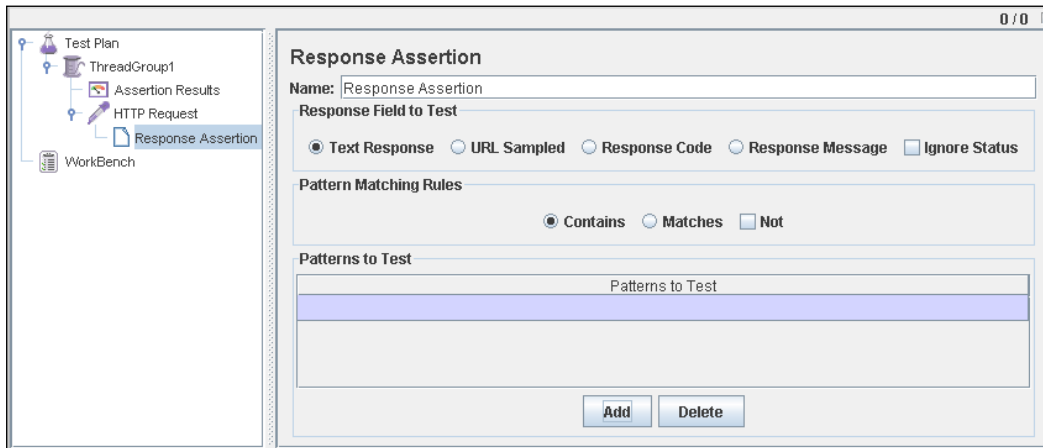 0 / 0
Test Plan
ThreadGroup1
Assertion Results
HTTP Request
Response Assertion
WorkBench
Response Assertion
Name: Response Assertion
Response Field to Test
Text Response URL Sampled Response Code Response Message Ignore Status
Pattern Matching Rules
Contains Matches Not
Patterns to Test
Patterns to Test
Add Delete